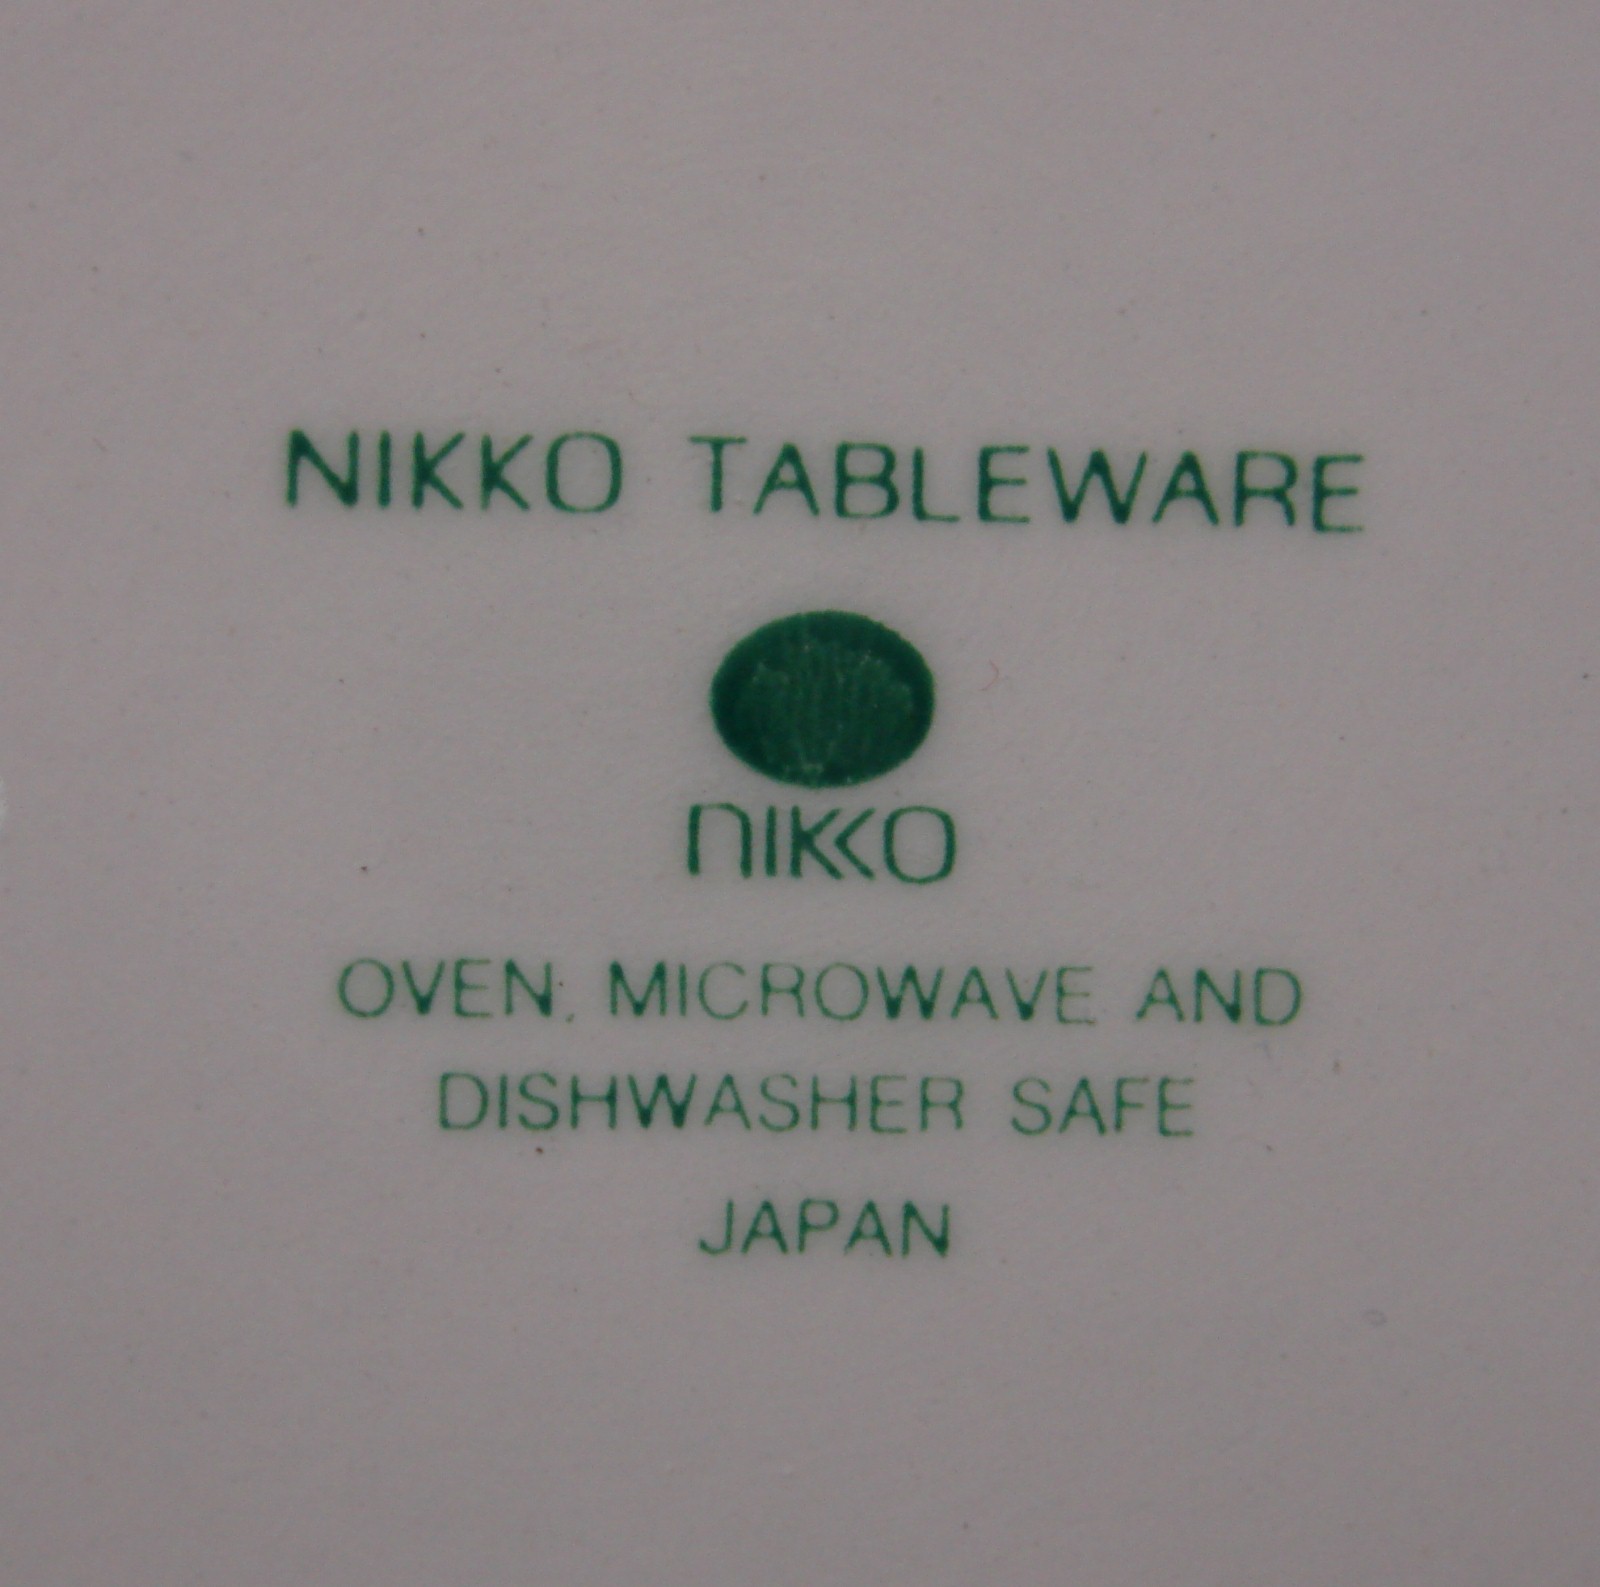 NIKKO TABLEWARE
NIKKO
OVEN, MICROWAVE AND
DISHWASHER SAFE
JAPAN